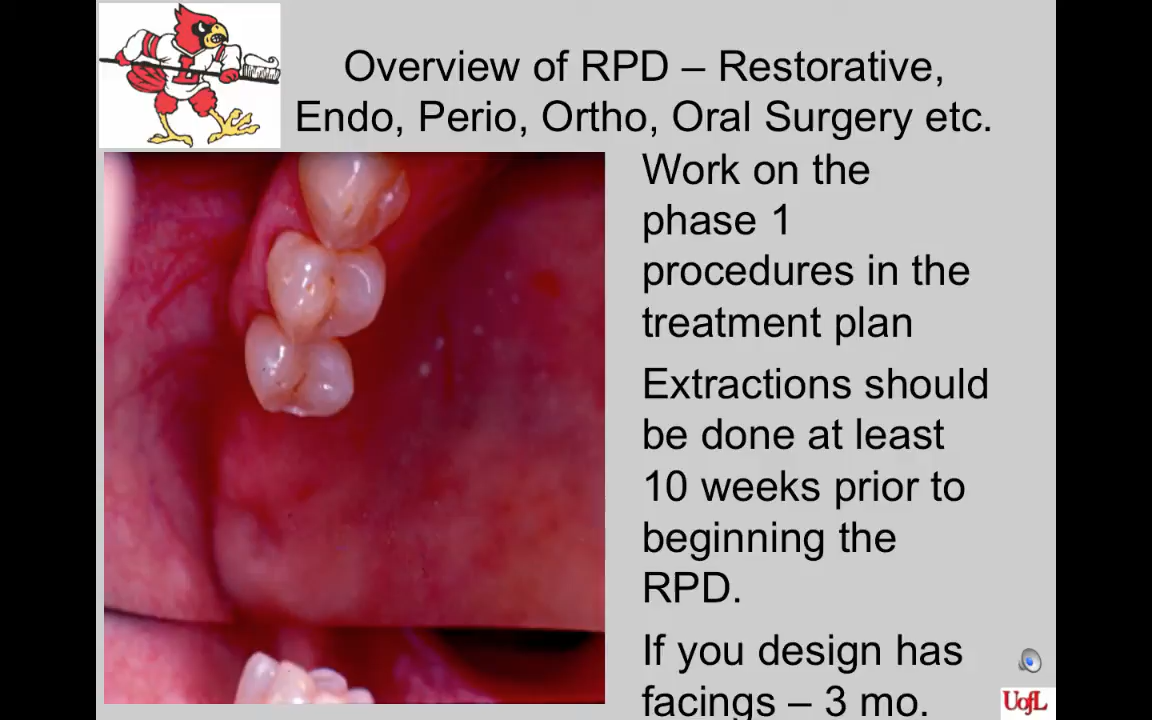 Overview of RPD – Restorative,
Endo, Perio, Ortho, Oral Surgery etc.
Work on the
phase 1
procedures in the
treatment plan
Extractions should
be done at least
10 weeks prior to
beginning the
RPD.
If you design has
facings – 3 mo.
UofL